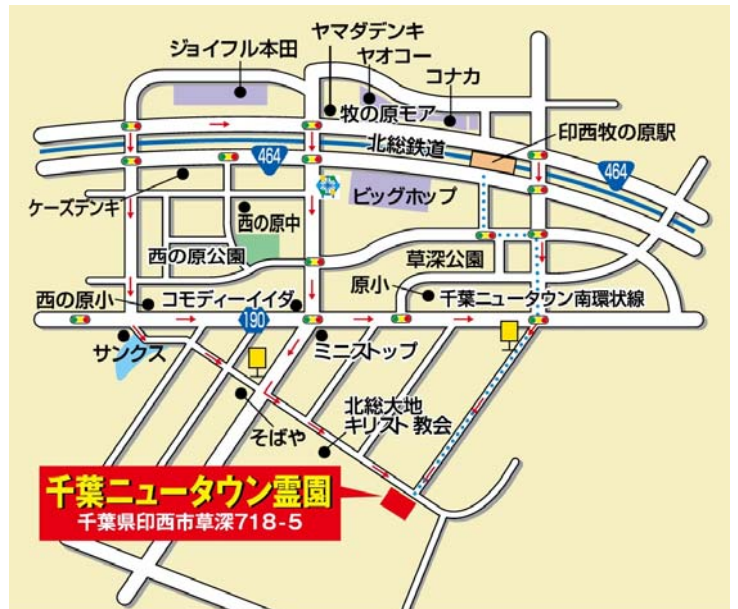 ヤマダデンキ
ジョイフル本田
ヤオコー
コナカ
牧の原モア
印西牧の原駅
北総鉄道
464
464
ケーズデンキ
ビッグホップ
西の原中
西の原公園
草深公園
西の原小
コモディーイイダ
原小
千葉ニュータウン南環状線
190
サンクス
ミニストップ
そばや
北総大地
キリスト教会
千葉ニュータウン霊園
千葉県印西市草深718-5